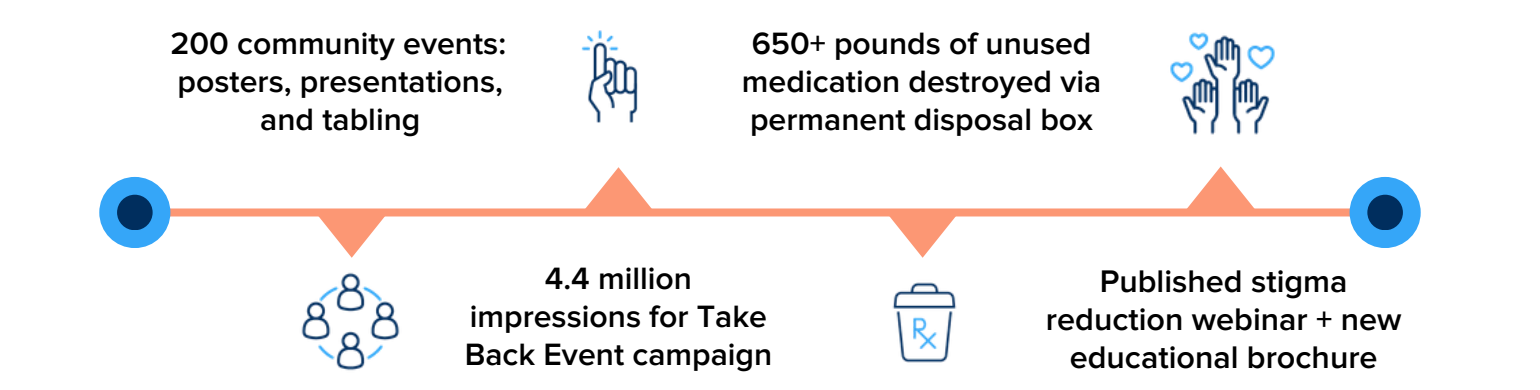 200 community events:
posters, presentations,
and tabling
4.4 million
impressions for Take
Back Event campaign
650+ pounds of unused
medication destroyed via
permanent disposal box
Rx
Published stigma
reduction webinar + new
educational brochure